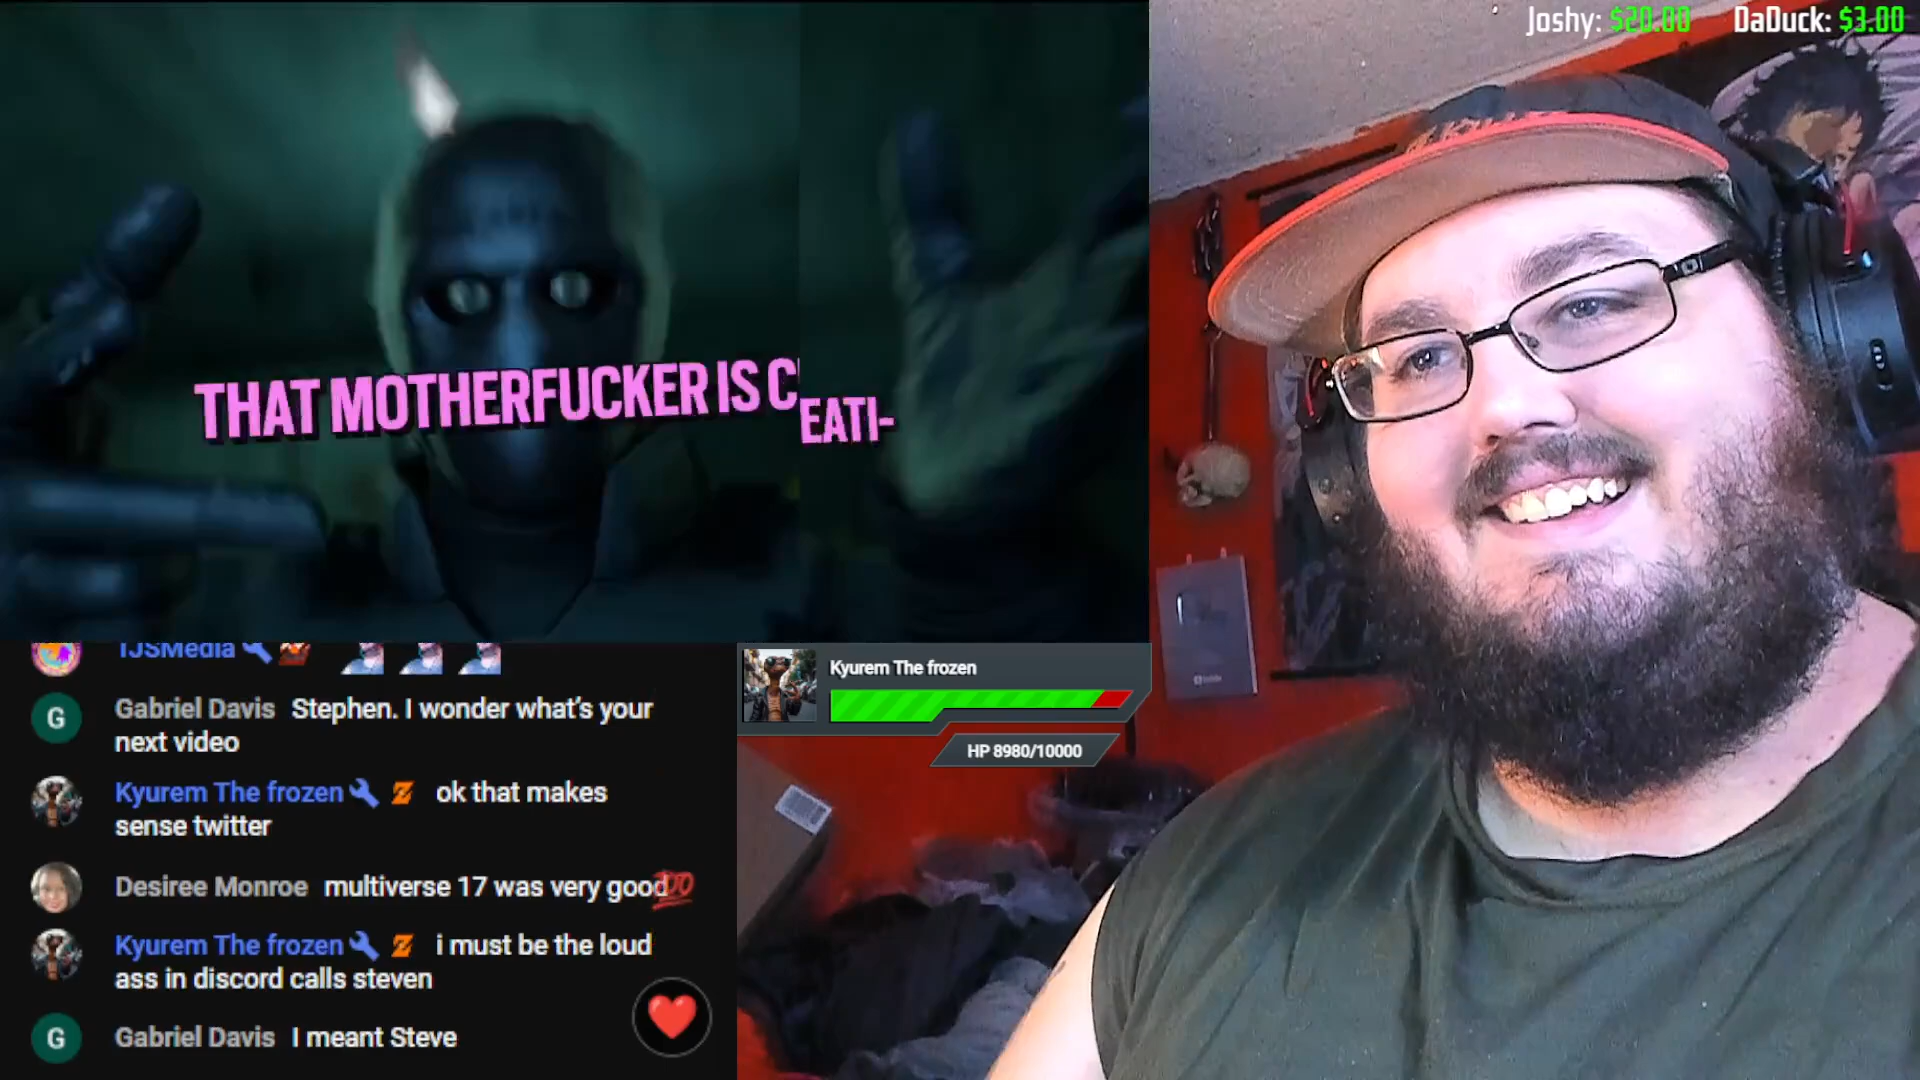 Joshy: $20.00 DaDuck: $3.00
THAT MOTHERFUCKER IS C
EATI-
TJSMedia
Gabriel Davis Stephen. I wonder what's your
next video
Kyurem The frozen ok that makes
sense twitter
Desiree Monroe multiverse 17 was very good💯
Kyurem The frozen i must be the loud
ass in discord calls steven
G Gabriel Davis I meant Steve
Kyurem The frozen
HP 8980/10000